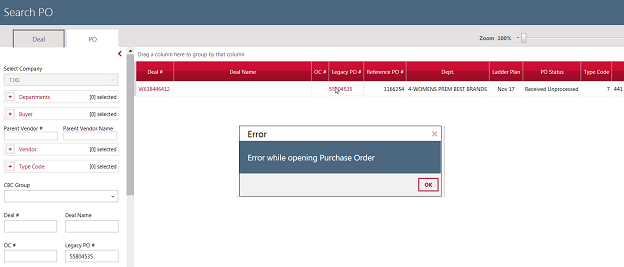 Search PO
Deal
PO
Zoom 100%
Select Company
TJXE
Departments
[0] selected
Buyer
[0] selected
Parent Vendor #
Parent Vendor Name
Vendor
[0] selected
Type Code
[0] selected
CBC Group
Deal #
Deal Name
OC #
Legacy PO #
55804535
Drag a column here to group by that column
Deal #
Deal Name
OC #
Legacy PO #
Reference PO #
Dept.
Ladder Plan
PO Status
Type Code
W638446412
55804535
1166254
4-WOMENS PREM BEST BRANDS
Nov 17
Received Unprocessed
7
441
Error
Error while opening Purchase Order
OK